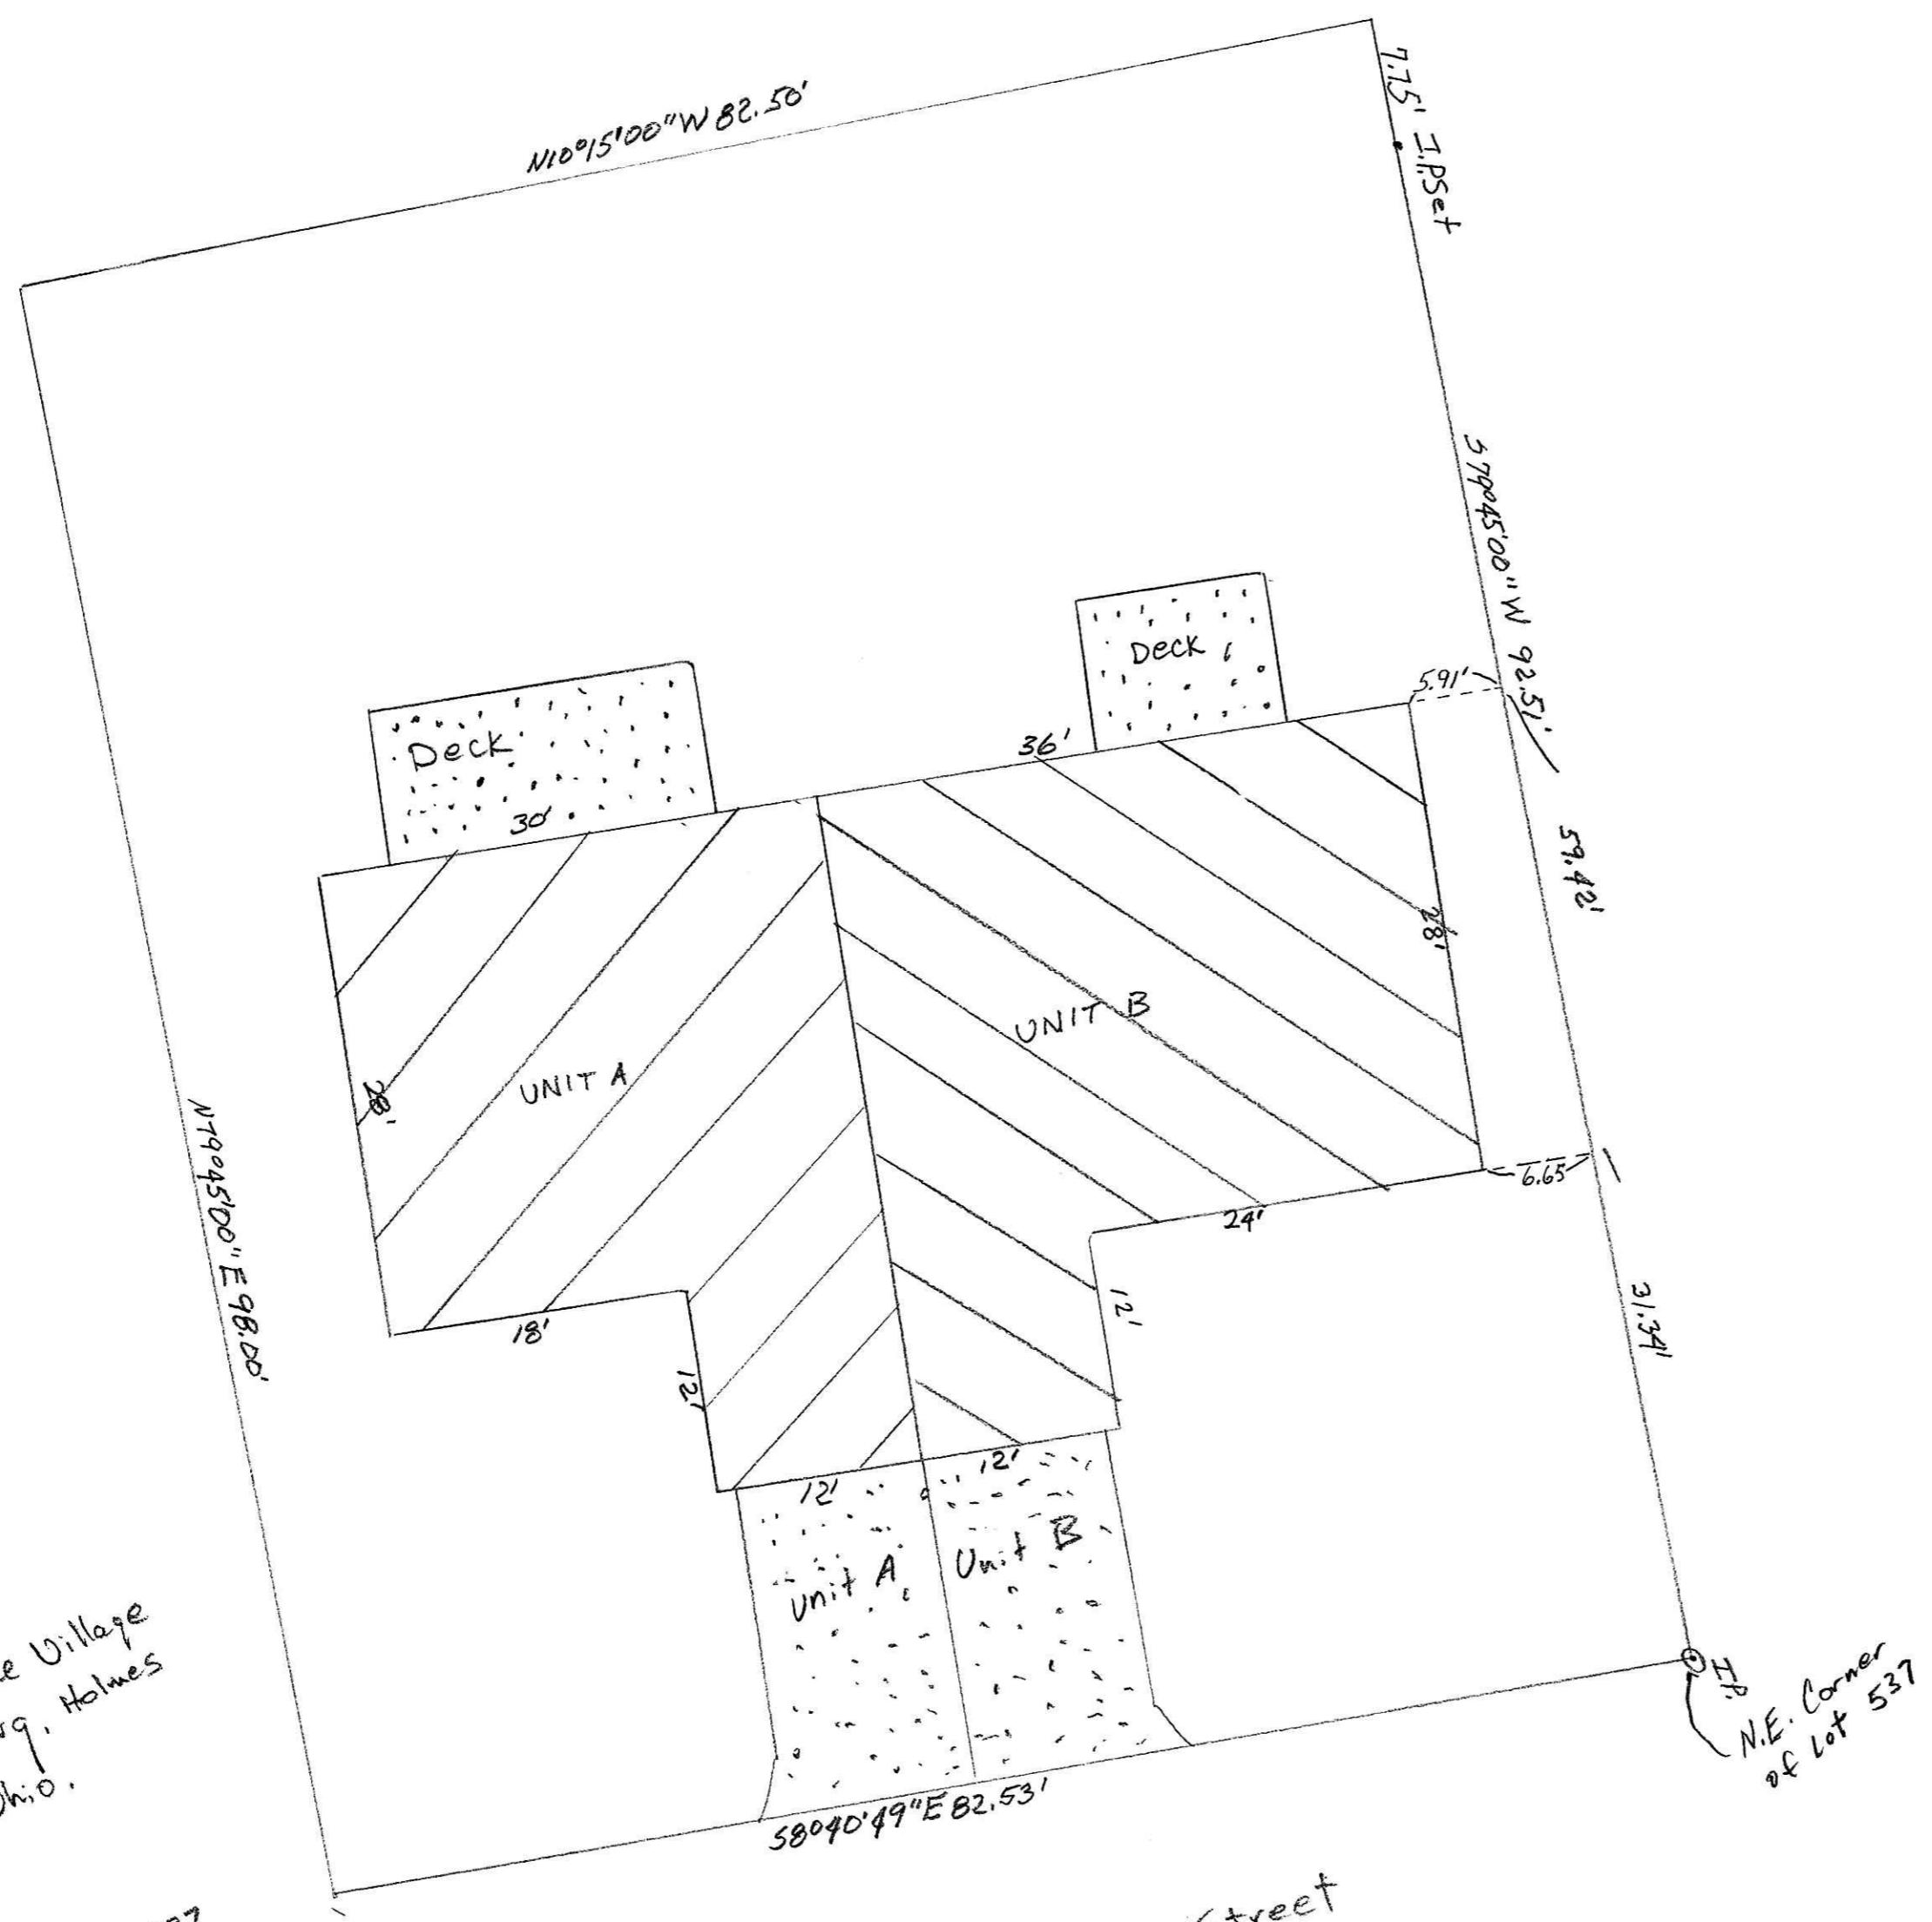 N10°15'00"W 82.50'
7.75' I.P.Set
S79°45'00"W 92.51'
5.91'
59.42'
6.65'
31.34'
Deck
Deck
30'
36'
28'
UNIT A
UNIT B
28'
24'
18'
12'
12'
12'
12'
Unit A
Unit B
N79°45'00"E 98.00'
S8°40'49"E 82.53'
I.P.
N.E. Corner
of Lot 537
Village
Holmes
Ohio.
Street